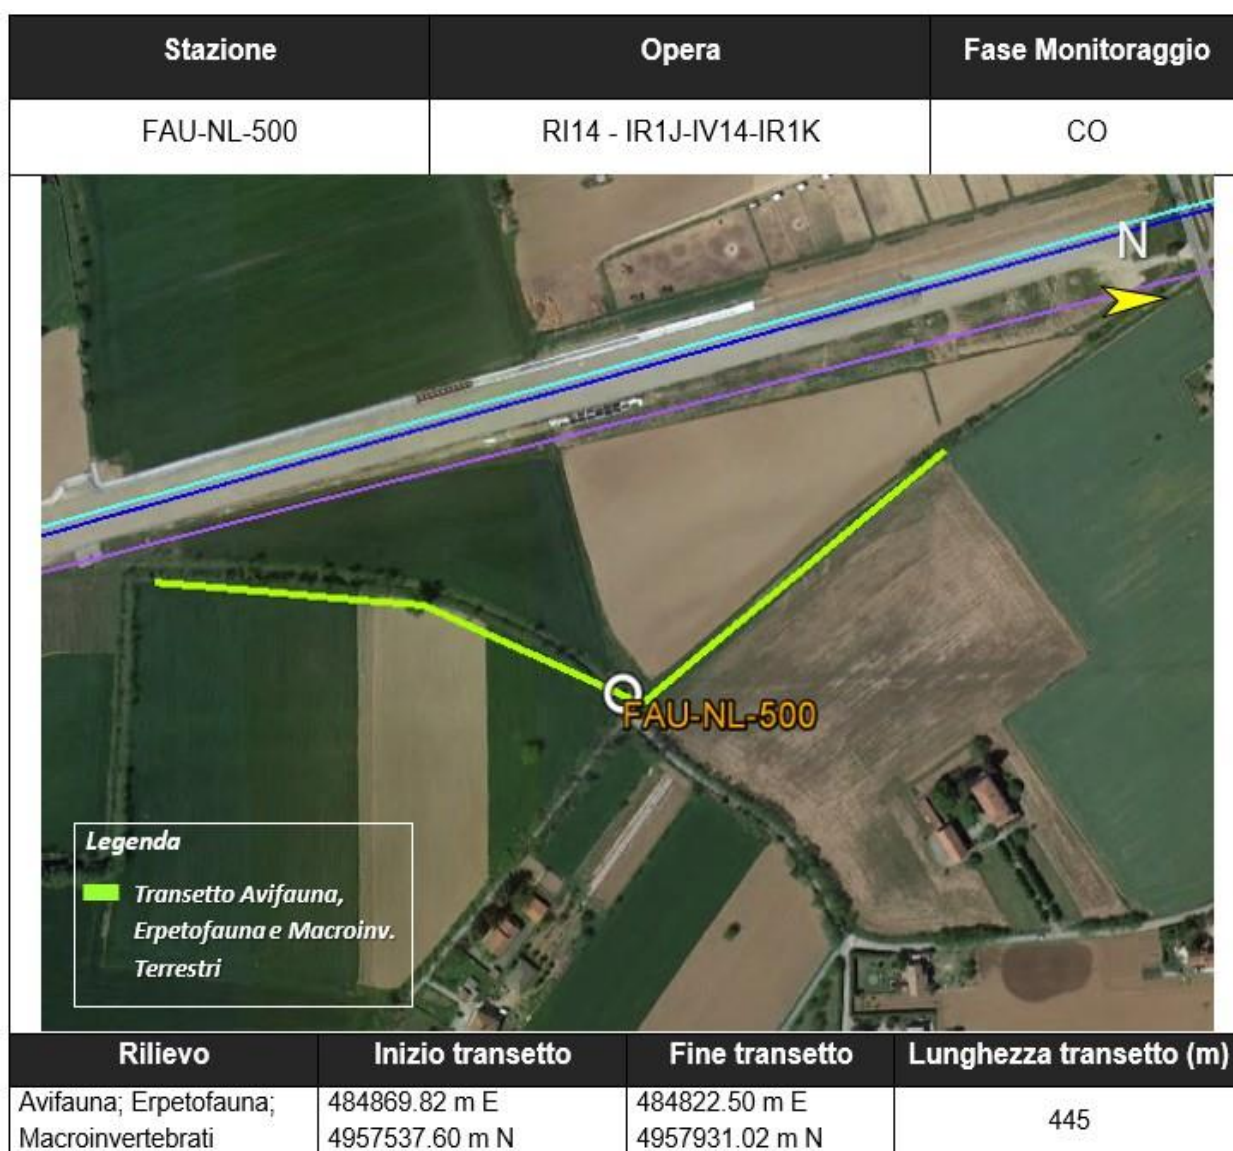 Stazione Opera Fase Monitoraggio
FAU-NL-500 RI14 - IR1J-IV14-IR1K CO
N
FAU-NL-500
Legenda
Transetto Avifauna,
Erpetofauna e Macroinv.
Terrestri
Rilievo Inizio transetto Fine transetto Lunghezza transetto (m)
Avifauna; Erpetofauna; 484869.82 m E 484822.50 m E 445
Macroinvertebrati 4957537.60 m N 4957931.02 m N